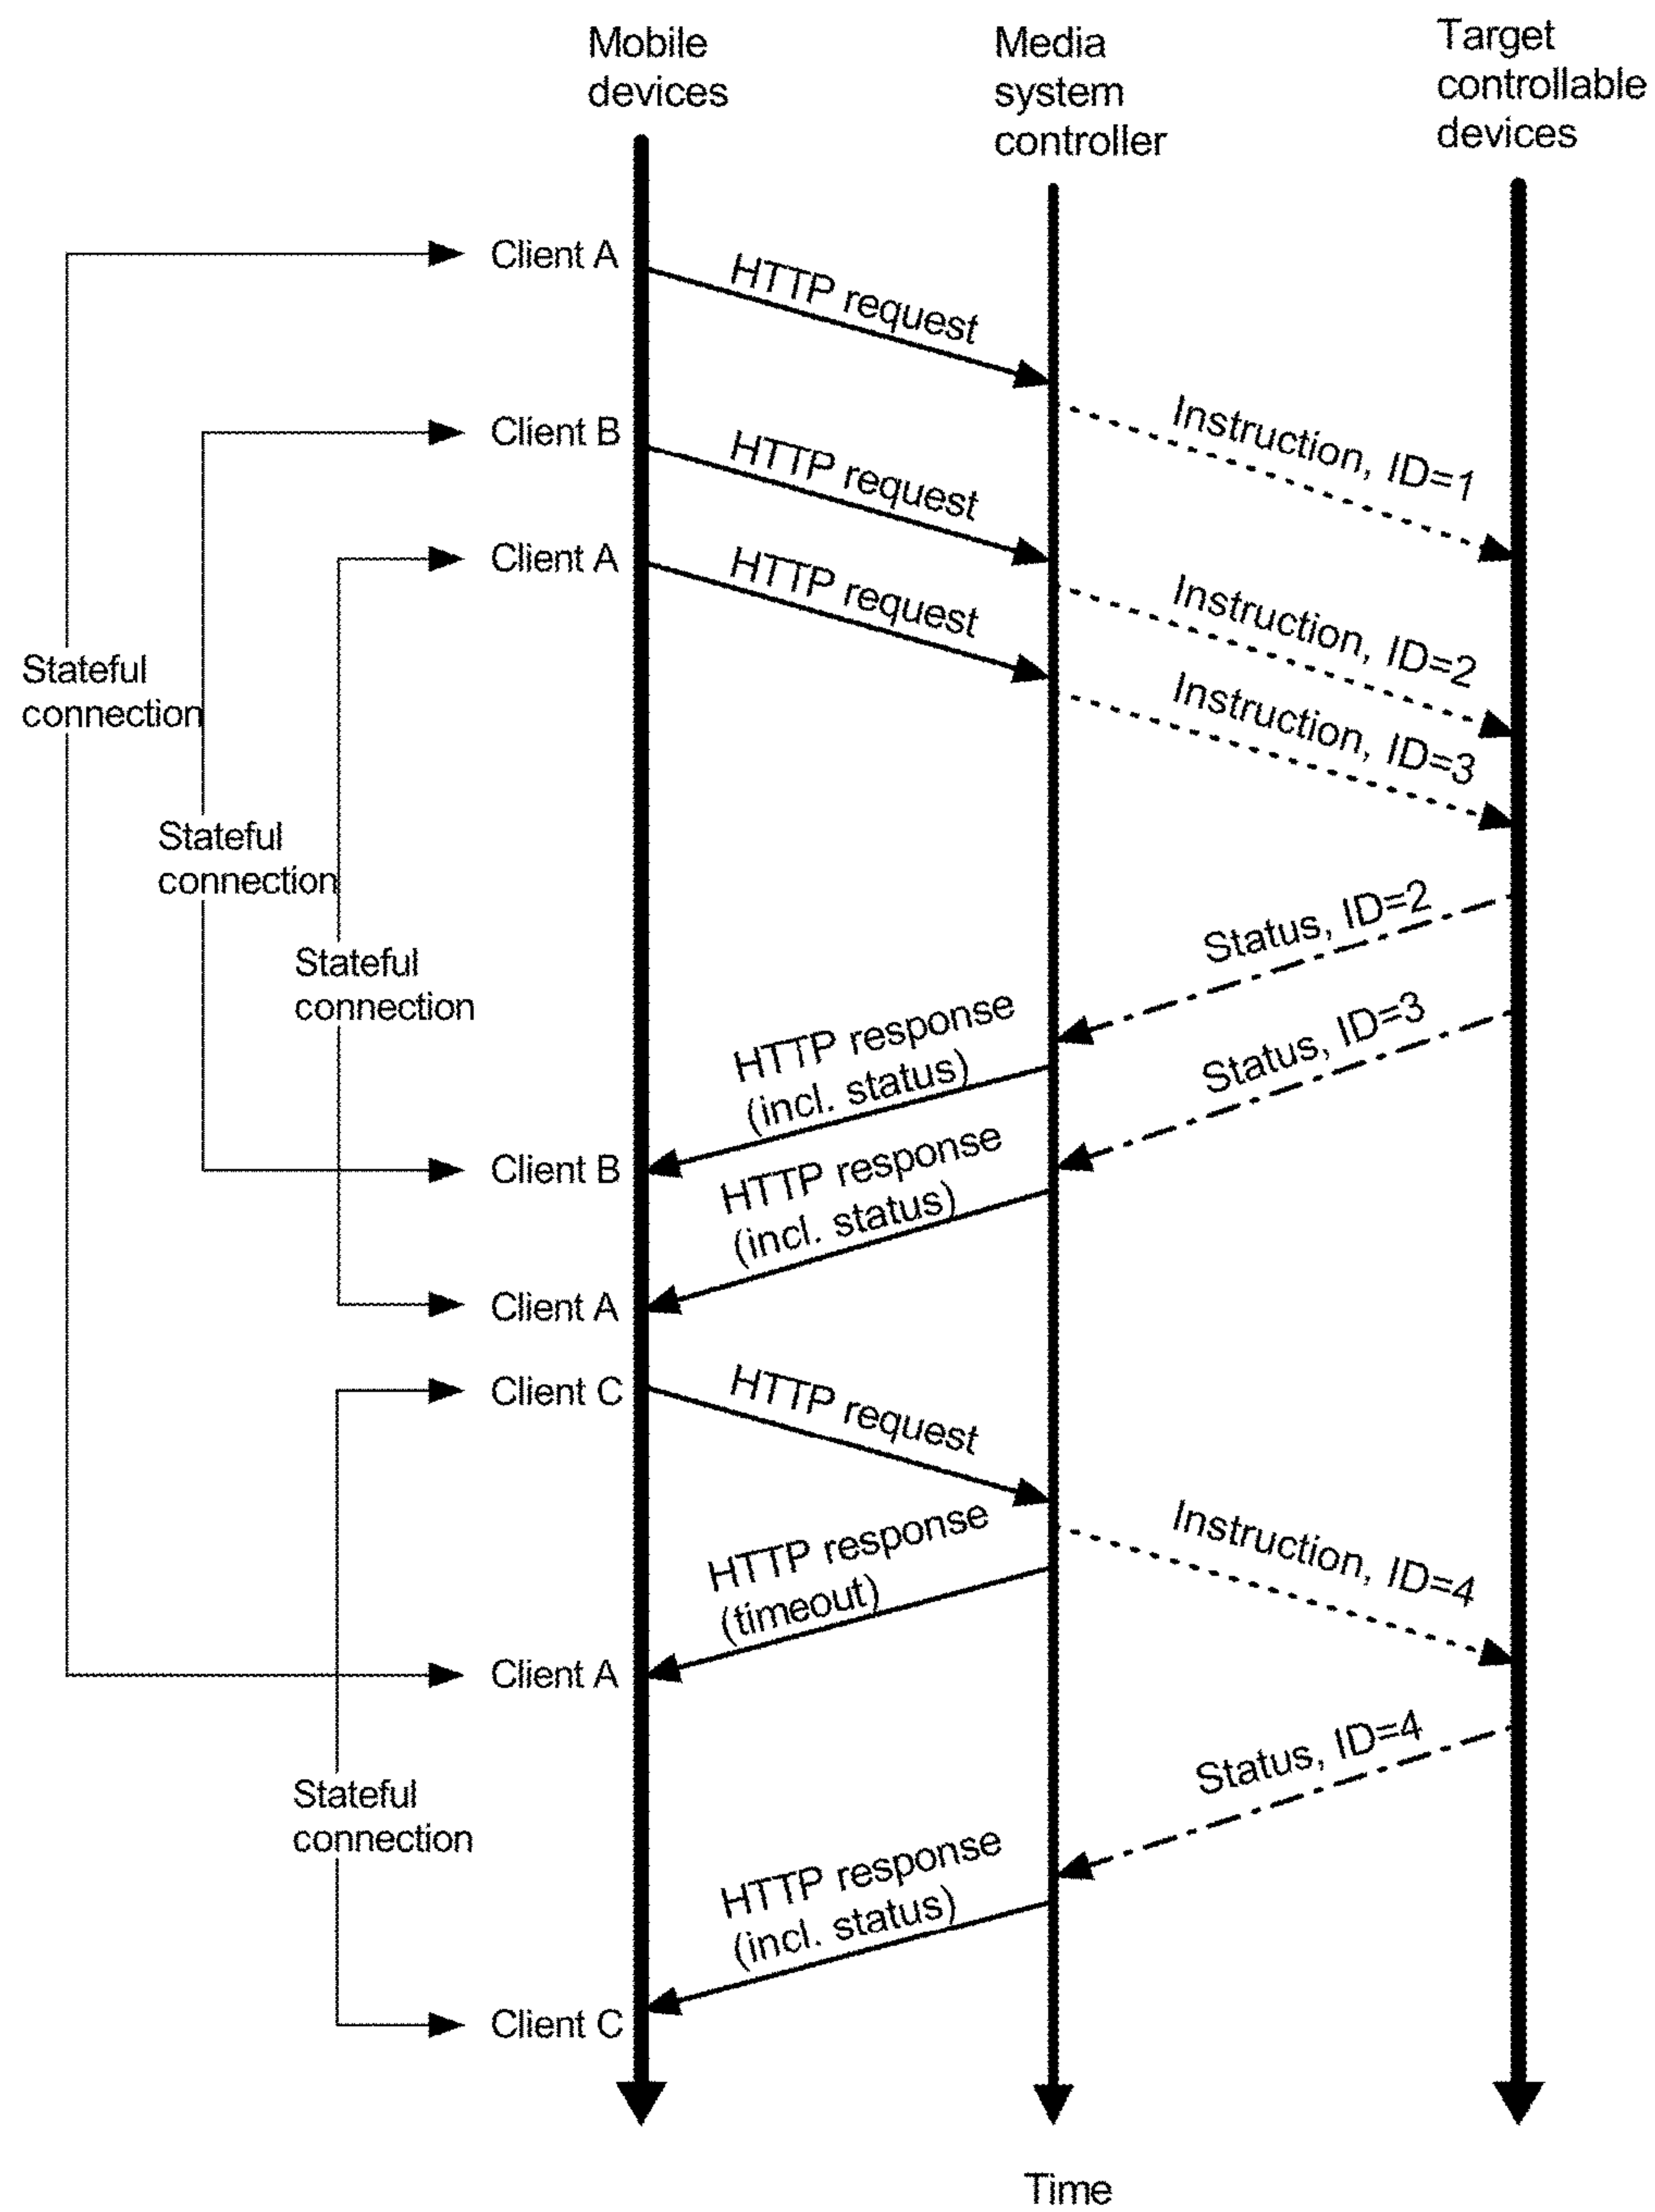 Mobile
devices
Media
system
controller
Target
controllable
devices
Client A
HTTP request
Instruction, ID=1
Client B
HTTP request
Client A
HTTP request
Instruction, ID=2
Stateful
connection
Instruction, ID=3
Stateful
connection
Status, ID=2
Stateful
connection
HTTP response
(incl. status)
Status, ID=3
Client B
HTTP response
(incl. status)
Client A
Client C
HTTP request
HTTP response
(timeout)
Instruction, ID=4
Client A
Stateful
connection
Status, ID=4
HTTP response
(incl. status)
Client C
Time